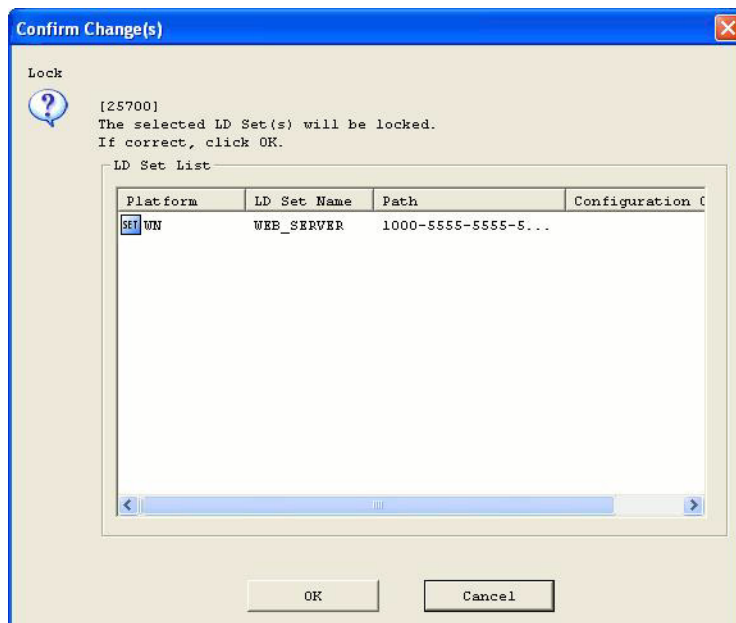 Confirm Change(s)
Lock
[25700]
The selected LD Set(s) will be locked.
If correct, click OK.
LD Set List
Platform LD Set Name Path Configuration C
SET WN WEB_SERVER 1000-5555-5555-5...
OK Cancel